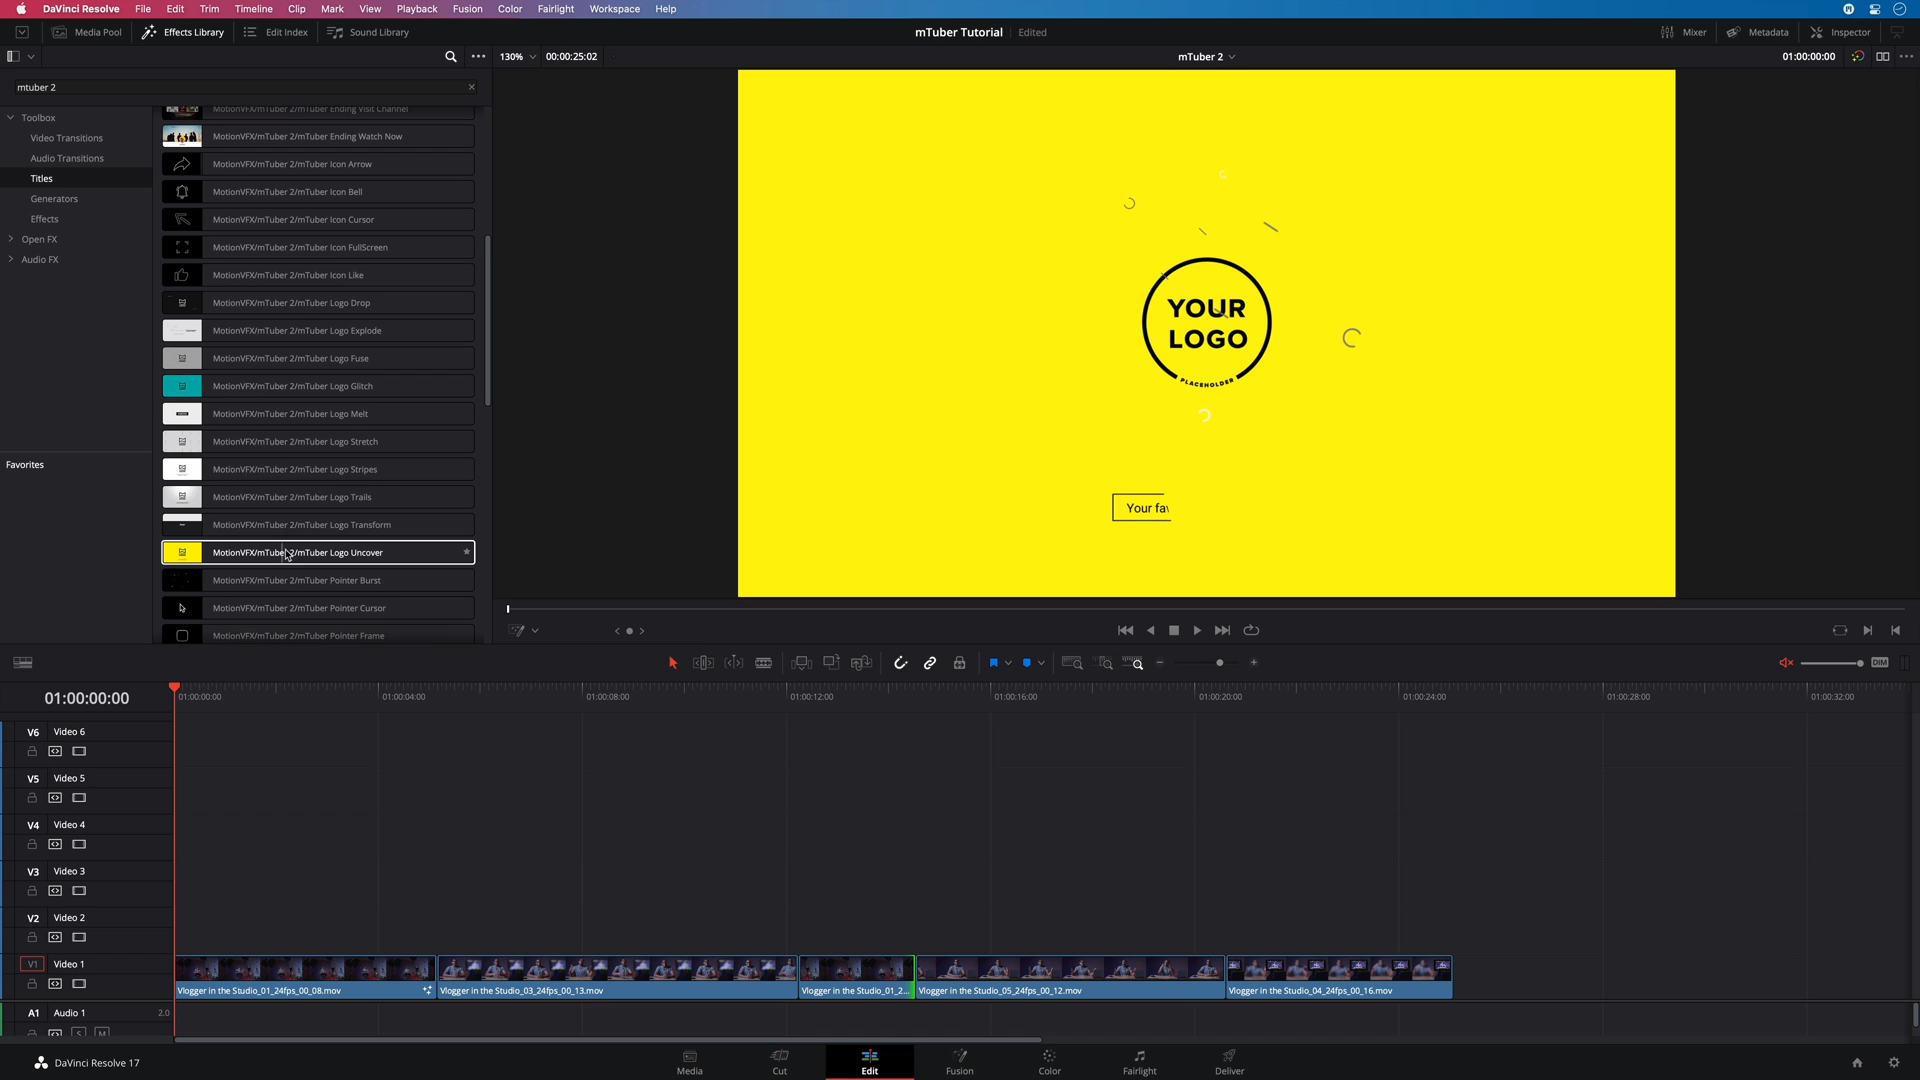 DaVinci Resolve File Edit Trim Timeline Clip Mark View Playback Fusion Color Fairlight Workspace Help
Media Pool Effects Library Edit Index Sound Library mTuber Tutorial Edited Mixer Metadata Inspector
130% 00:00:25:02 mTuber 2 01:00:00:00
mtuber 2
Toolbox
Video Transitions
Audio Transitions
Titles
Generators
Effects
Open FX
Audio FX
Favorites
MotionVFX/mTuber 2/mTuber Ending Visit Channel
MotionVFX/mTuber 2/mTuber Ending Watch Now
MotionVFX/mTuber 2/mTuber Icon Arrow
MotionVFX/mTuber 2/mTuber Icon Bell
MotionVFX/mTuber 2/mTuber Icon Cursor
MotionVFX/mTuber 2/mTuber Icon FullScreen
MotionVFX/mTuber 2/mTuber Icon Like
MotionVFX/mTuber 2/mTuber Logo Drop
MotionVFX/mTuber 2/mTuber Logo Explode
MotionVFX/mTuber 2/mTuber Logo Fuse
MotionVFX/mTuber 2/mTuber Logo Glitch
MotionVFX/mTuber 2/mTuber Logo Melt
MotionVFX/mTuber 2/mTuber Logo Stretch
MotionVFX/mTuber 2/mTuber Logo Stripes
MotionVFX/mTuber 2/mTuber Logo Trails
MotionVFX/mTuber 2/mTuber Logo Transform
MotionVFX/mTuber 2/mTuber Logo Uncover
MotionVFX/mTuber 2/mTuber Pointer Burst
MotionVFX/mTuber 2/mTuber Pointer Cursor
MotionVFX/mTuber 2/mTuber Pointer Frame
YOUR
LOGO
PLACEHOLDER
Your fav
DIM
01:00:00:00
01:00:00:00 01:00:04:00 01:00:08:00 01:00:12:00 01:00:16:00 01:00:20:00 01:00:24:00 01:00:28:00 01:00:32:00
V6 Video 6
V5 Video 5
V4 Video 4
V3 Video 3
V2 Video 2
V1 Video 1
Vlogger in the Studio_01_24fps_00_08.mov Vlogger in the Studio_03_24fps_00_13.mov Vlogger in the Studio_01_2... Vlogger in the Studio_05_24fps_00_12.mov Vlogger in the Studio_04_24fps_00_16.mov
A1 Audio 1 2.0
S M
DaVinci Resolve 17 Media Cut Edit Fusion Color Fairlight Deliver